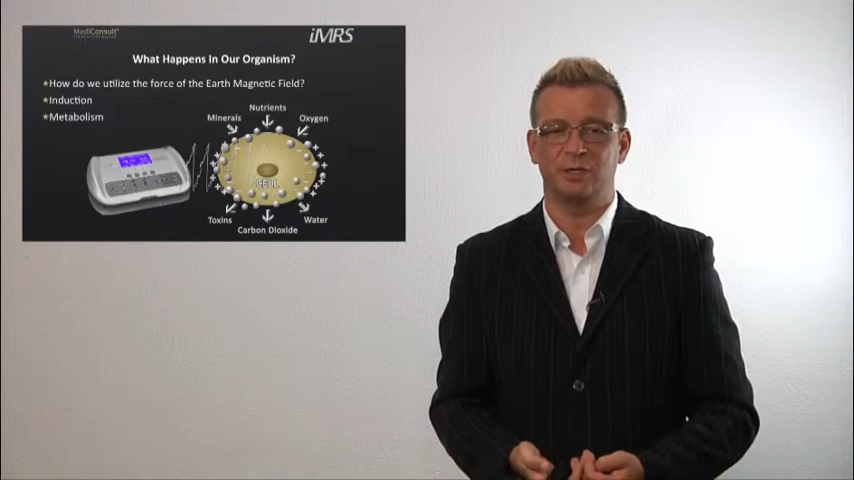 MediConsult
iMRS
What Happens in Our Organism?
How do we utilize the force of the Earth Magnetic Field?
Induction
Metabolism
Nutrients
Minerals
Oxygen
CELL
Toxins
Water
Carbon Dioxide